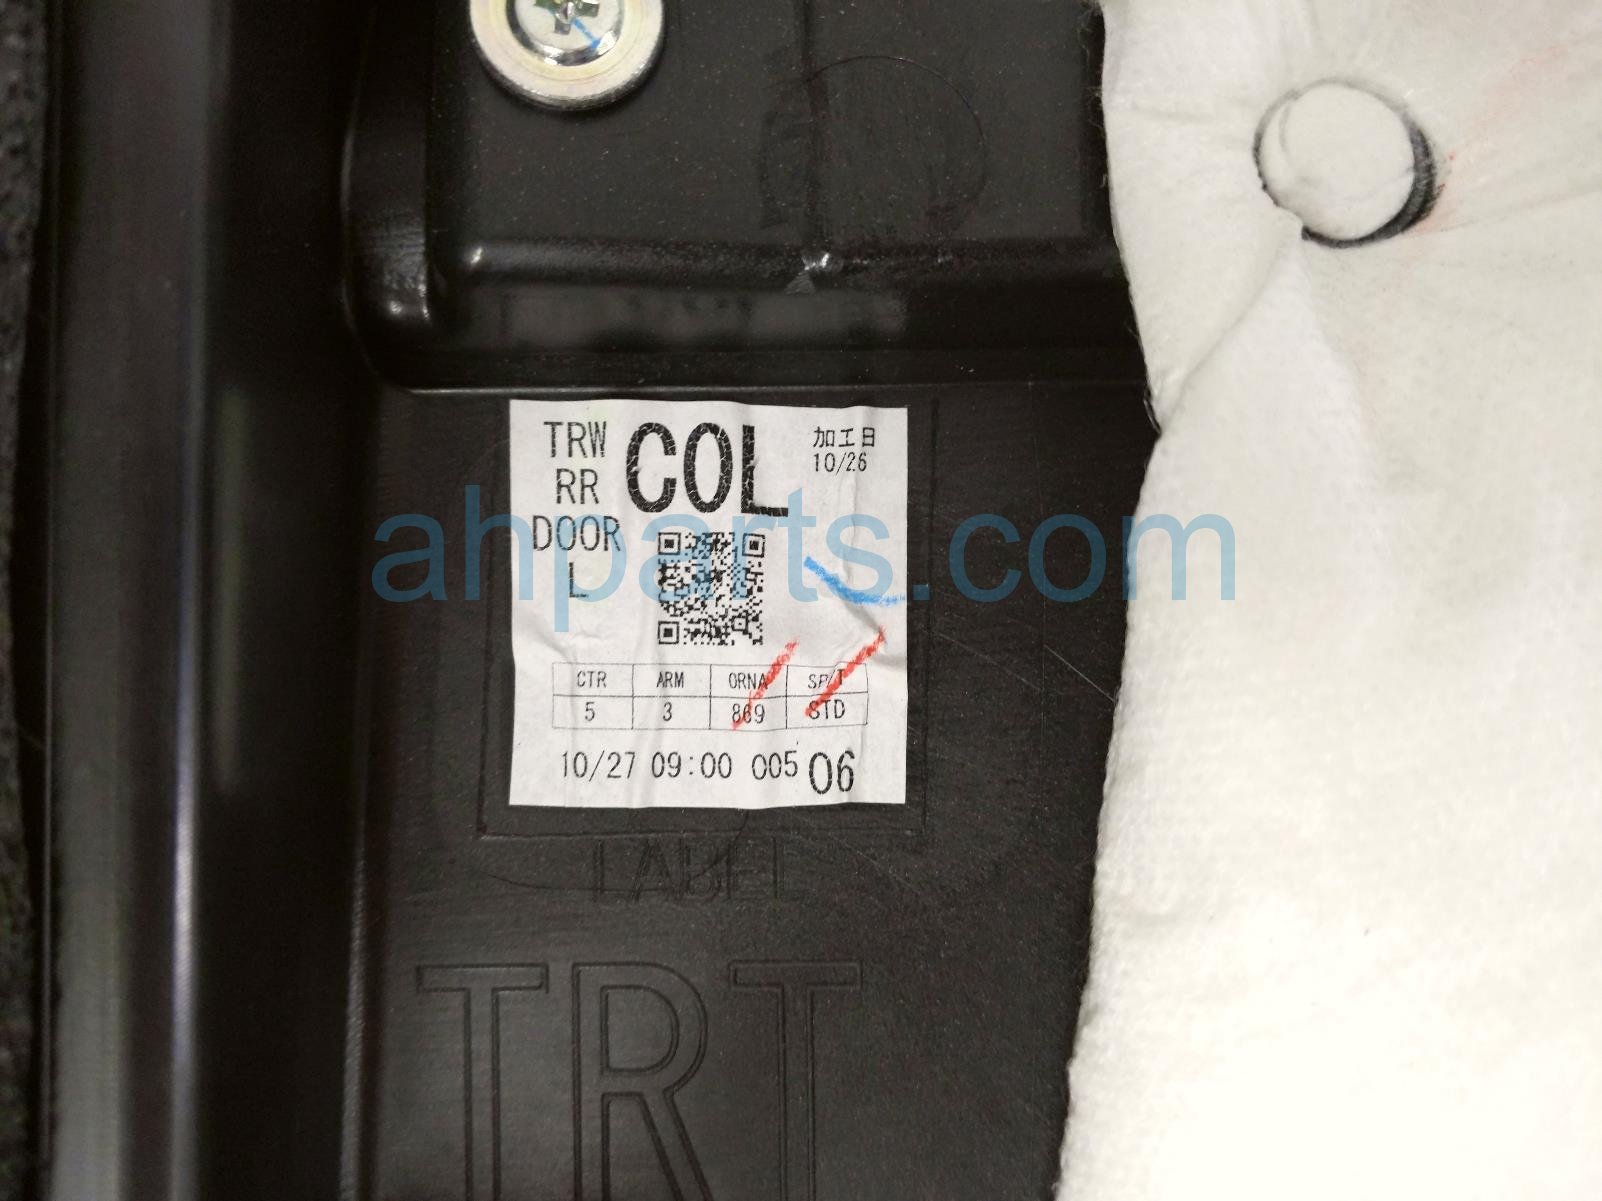 TRW
RR
DOOR
L
COL
加工日
10/26
CTR ARM ORNA SP/T
5 3 869 STD
10/27 09:00 005 06
ahparts.com
LABEL
TRT